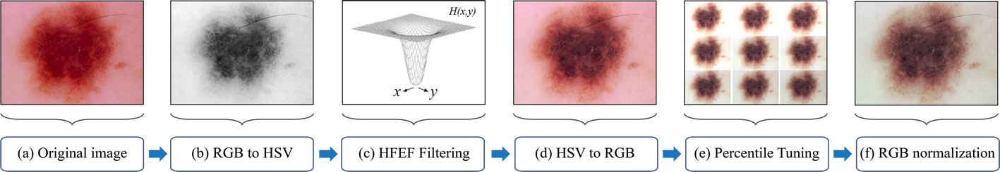 H(x,y)
x
y
(a) Original image
(b) RGB to HSV
(c) HFEF Filtering
(d) HSV to RGB
(e) Percentile Tuning
(f) RGB normalization